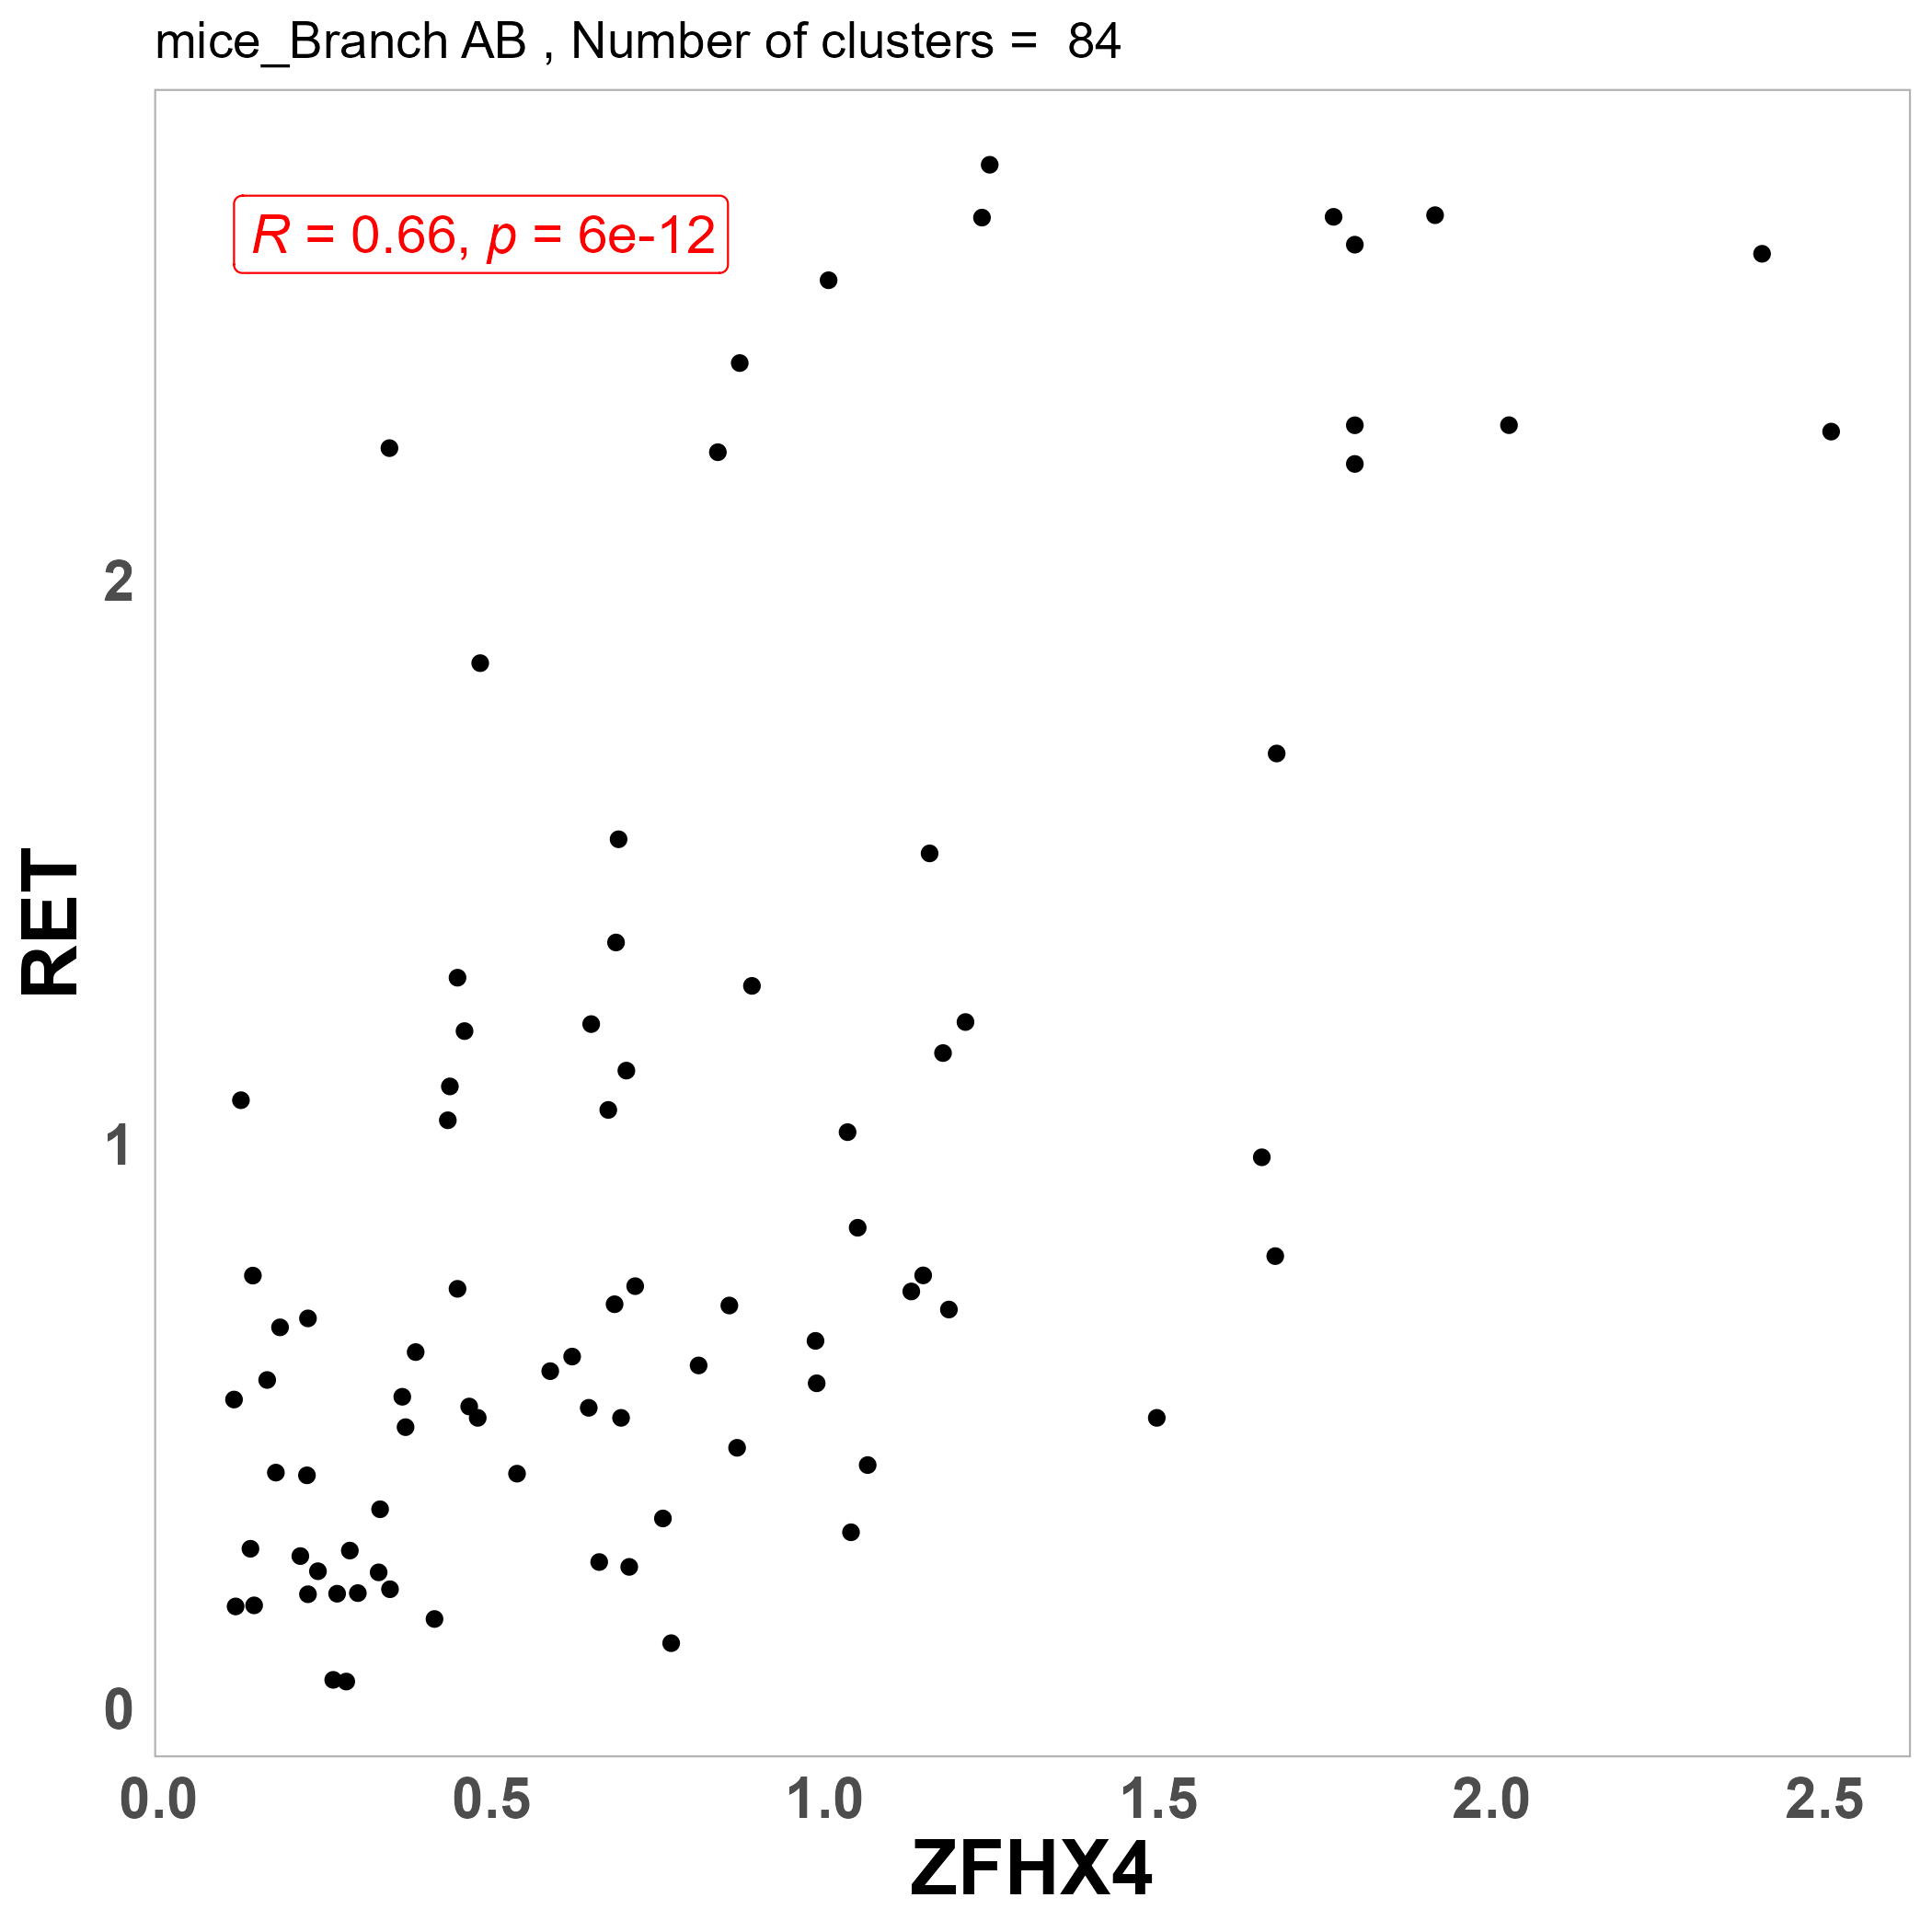 mice_Branch AB , Number of clusters =  84
R = 0.66, p = 6e-12
RET
2
1
0
0.0 0.5 1.0 1.5 2.0 2.5
ZFHX4